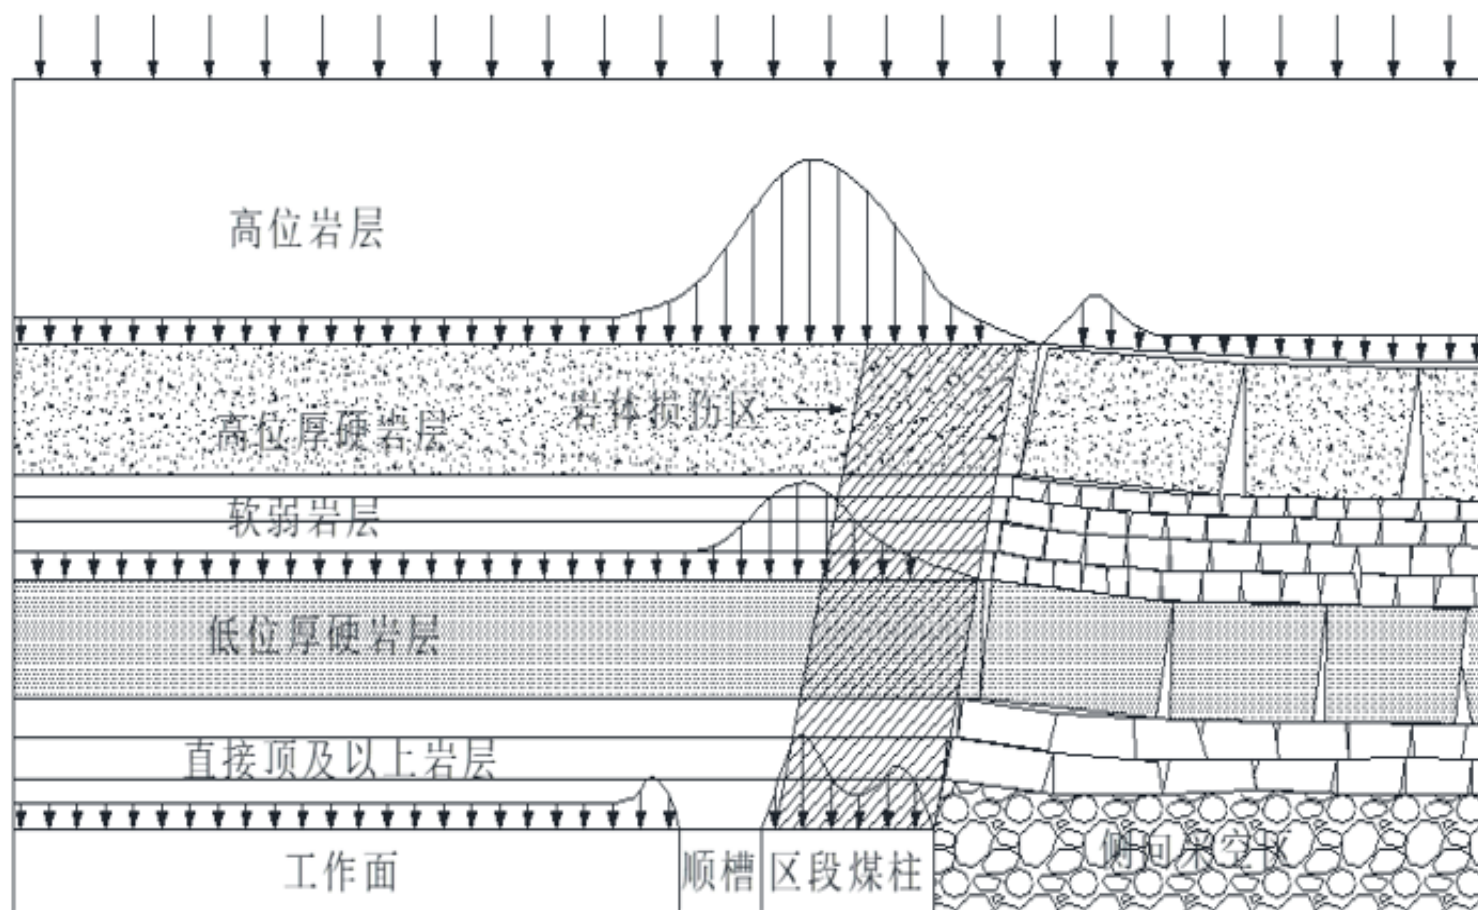 高位岩层
岩体损伤区
高位厚硬岩层
软弱岩层
低位厚硬岩层
直接顶及以上岩层
工作面
顺槽
区段煤柱
侧向采空区